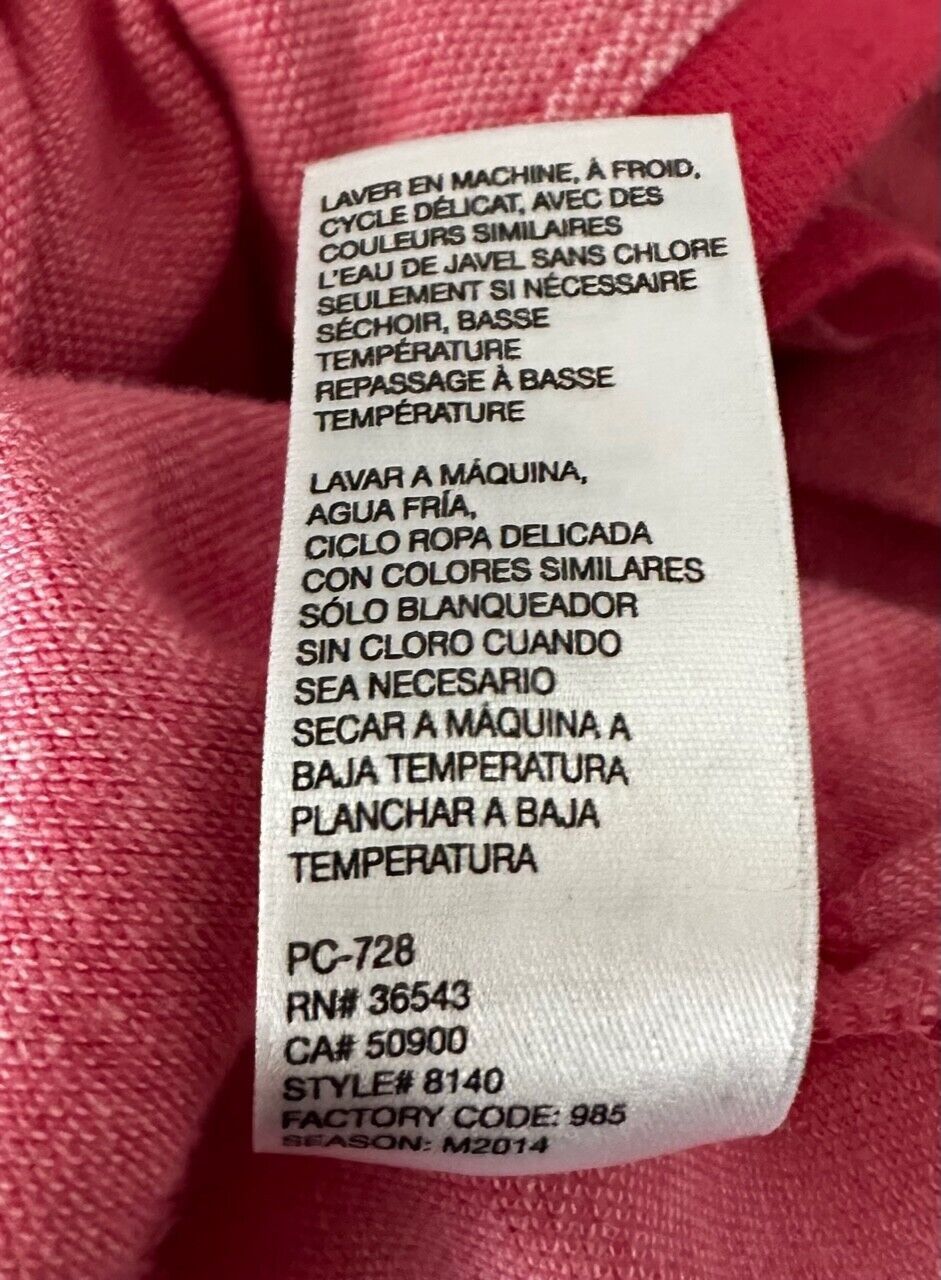 LAVER EN MACHINE, À FROID,
CYCLE DÉLICAT, AVEC DES
COULEURS SIMILAIRES
L'EAU DE JAVEL SANS CHLORE
SEULEMENT SI NÉCESSAIRE
SÉCHOIR, BASSE
TEMPÉRATURE
REPASSAGE À BASSE
TEMPÉRATURE
LAVAR A MÁQUINA,
AGUA FRÍA,
CICLO ROPA DELICADA
CON COLORES SIMILARES
SÓLO BLANQUEADOR
SIN CLORO CUANDO
SEA NECESARIO
SECAR A MÁQUINA A
BAJA TEMPERATURA
PLANCHAR A BAJA
TEMPERATURA
PC-728
RN# 36543
CA# 50900
STYLE# 8140
FACTORY CODE: 985
SEASON: M2014